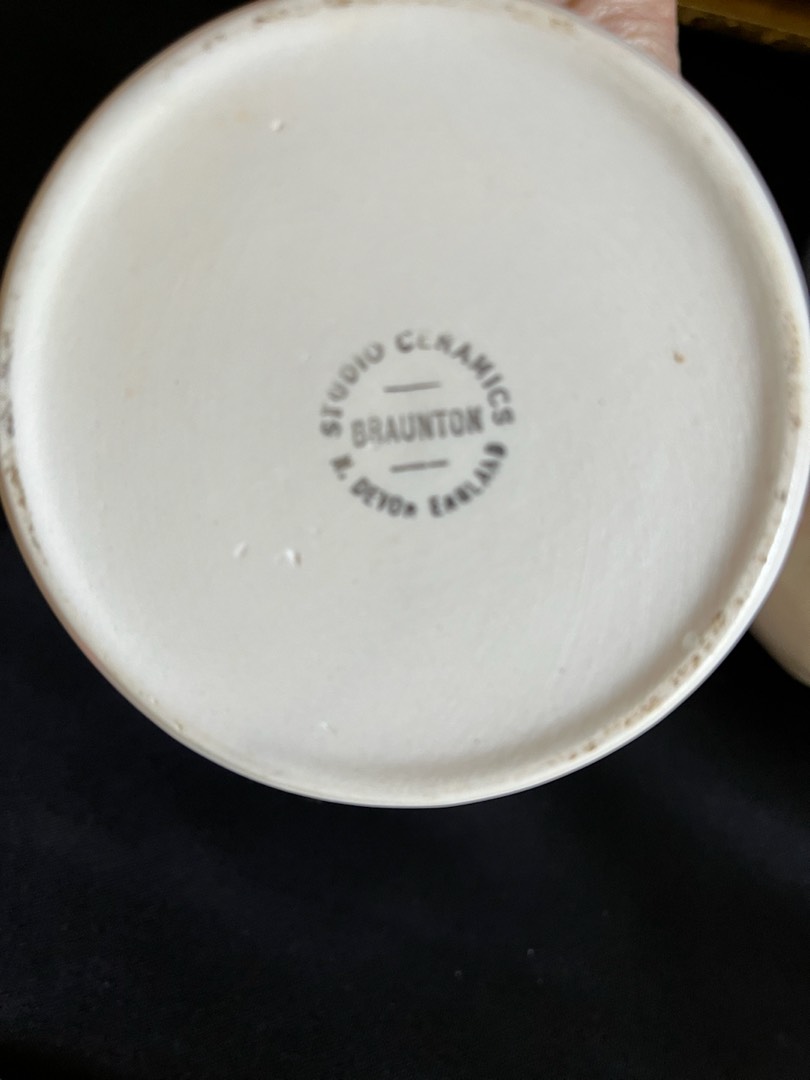 STUDIO CERAMICS
BRAUNTON
N. DEVON ENGLAND